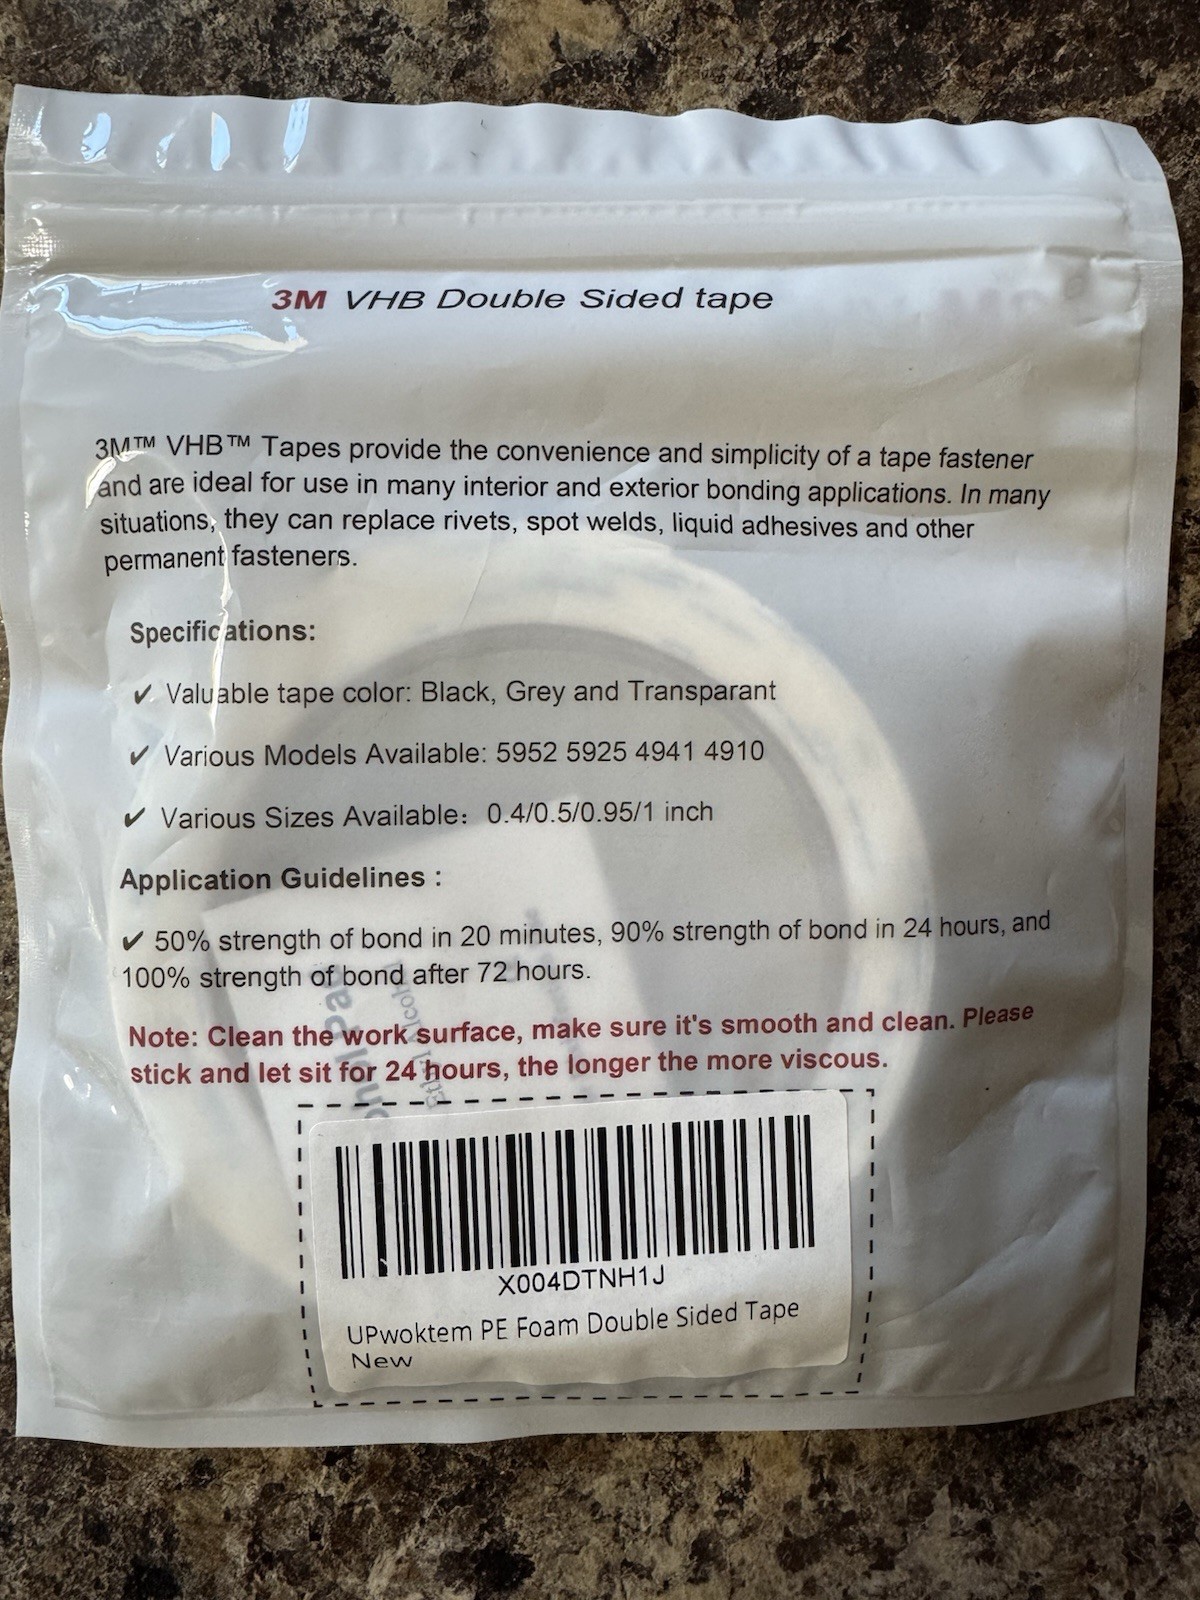 3M VHB Double Sided tape
3M™ VHB™ Tapes provide the convenience and simplicity of a tape fastener
and are ideal for use in many interior and exterior bonding applications. In many
situations, they can replace rivets, spot welds, liquid adhesives and other
permanent fasteners.
Specifications:
✔ Valuable tape color: Black, Grey and Transparant
✔ Various Models Available: 5952 5925 4941 4910
✔ Various Sizes Available: 0.4/0.5/0.95/1 inch
Application Guidelines :
✔ 50% strength of bond in 20 minutes, 90% strength of bond in 24 hours, and
100% strength of bond after 72 hours.
Note: Clean the work surface, make sure it's smooth and clean. Please
stick and let sit for 24 hours, the longer the more viscous.
X004DTNH1J
UPwoktem PE Foam Double Sided Tape
New